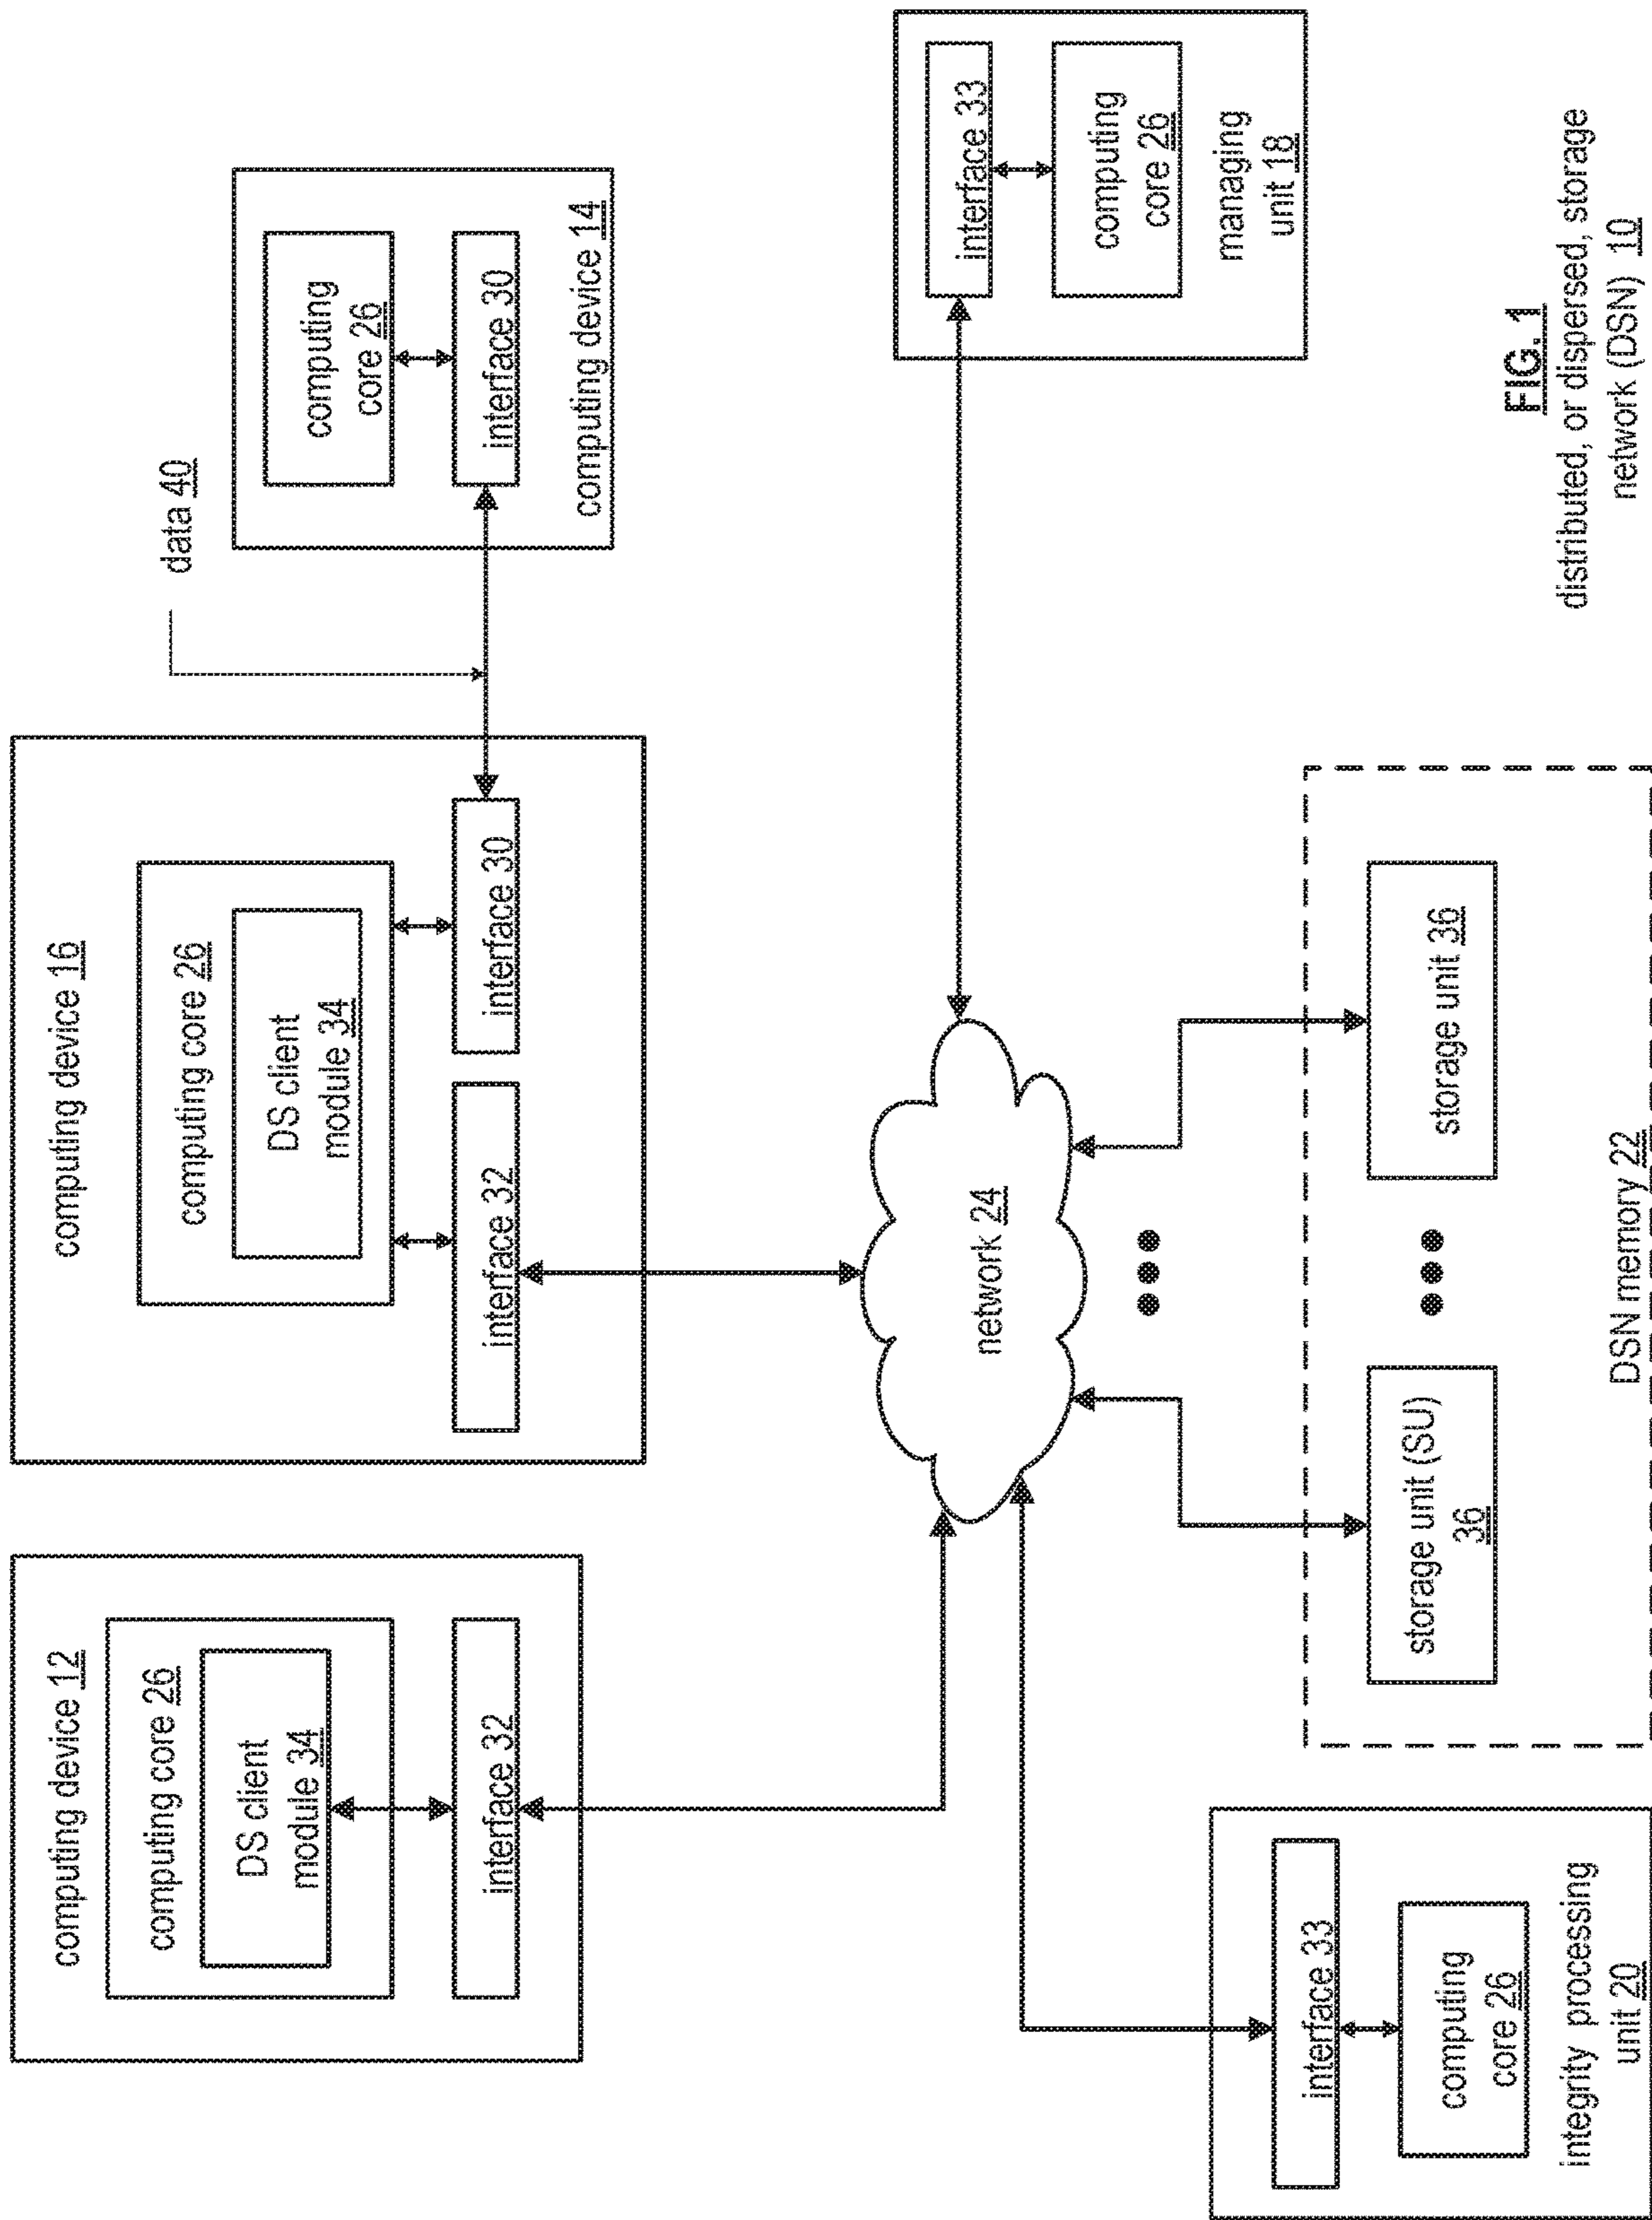 computing device 12
computing core 26
DS client
module 34
interface 32
computing device 16
computing core 26
DS client
module 34
interface 32
interface 30
data 40
computing
core 26
interface 30
computing device 14
network 24
interface 33
computing
core 26
managing
unit 18
interface 33
computing
core 26
integrity processing
unit 20
storage unit (SU)
36
storage unit 36
DSN memory 22
FIG. 1
distributed, or dispersed, storage
network (DSN) 10